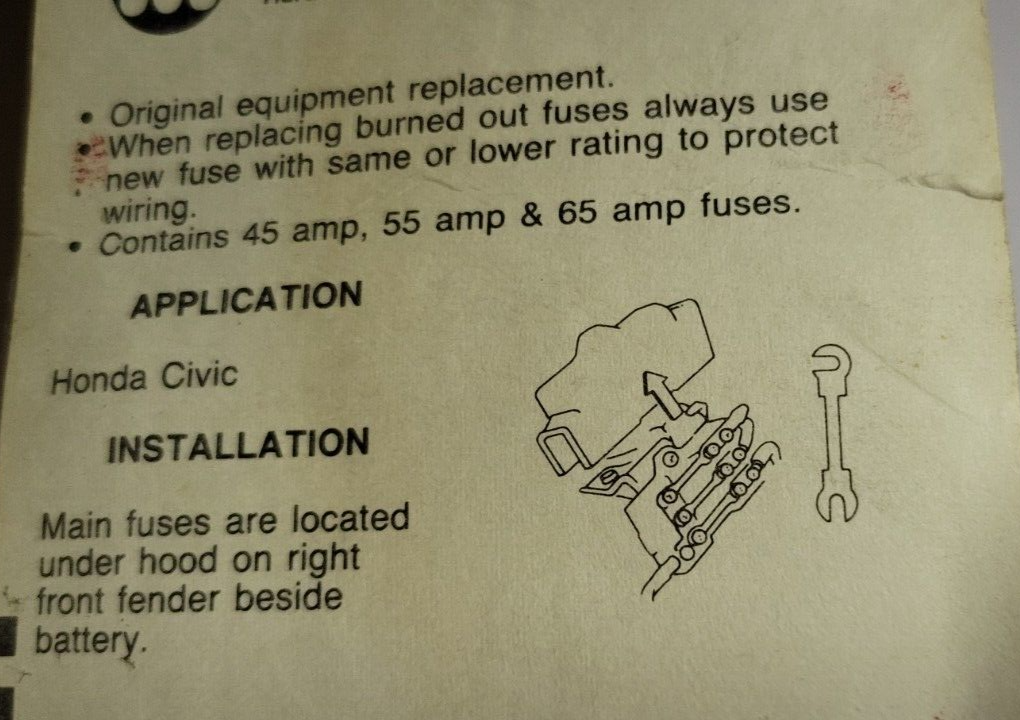 • Original equipment replacement.
• When replacing burned out fuses always use
new fuse with same or lower rating to protect
wiring.
• Contains 45 amp, 55 amp & 65 amp fuses.
APPLICATION
Honda Civic
INSTALLATION
Main fuses are located
under hood on right
front fender beside
battery.